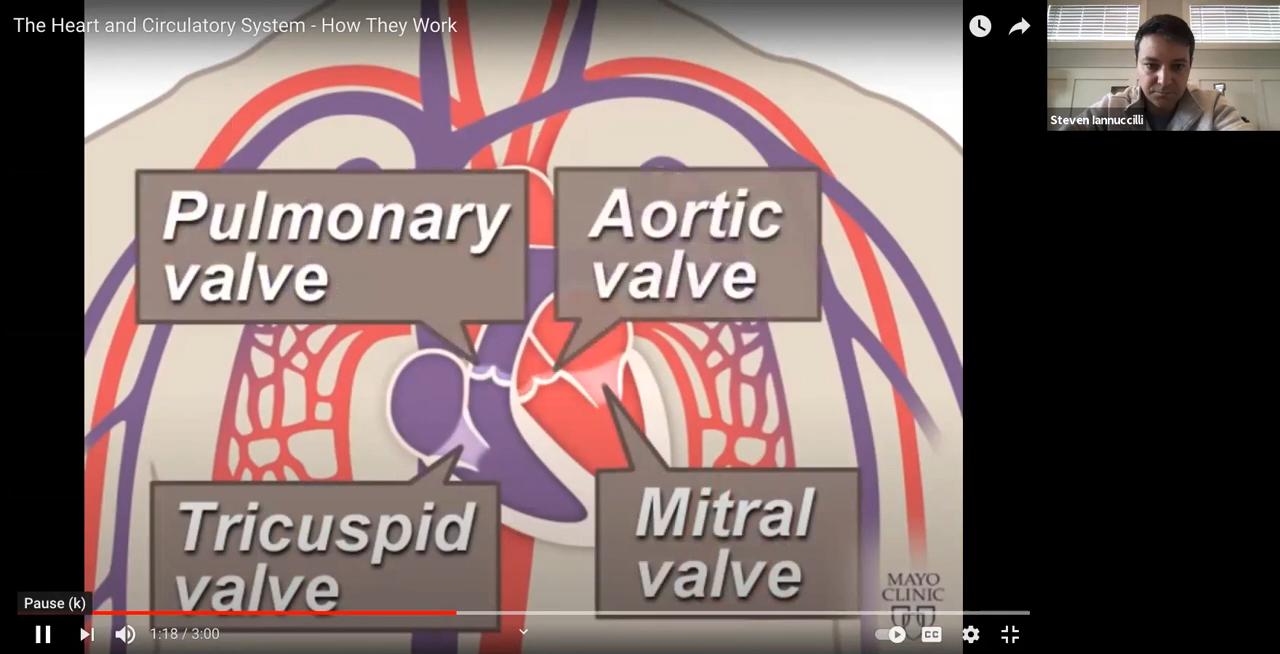 The Heart and Circulatory System - How They Work
Steven Iannuccilli
Pulmonary
valve
Aortic
valve
Tricuspid
valve
Mitral
valve
MAYO
CLINIC
Pause (k)
1:18 / 3:00
CC